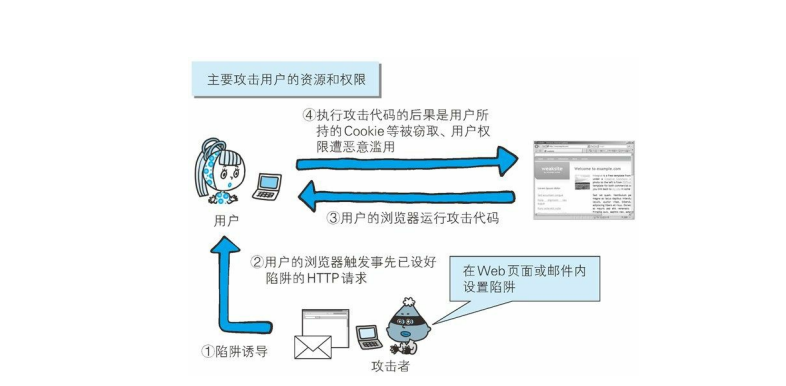 主要攻击用户的资源和权限
④执行攻击代码的后果是用户所
持的Cookie等被窃取、用户权
限遭恶意滥用
Welcome to example.com
用户
③用户的浏览器运行攻击代码
②用户的浏览器触发事先已设好
陷阱的HTTP请求
在Web页面或邮件内
设置陷阱
①陷阱诱导
攻击者